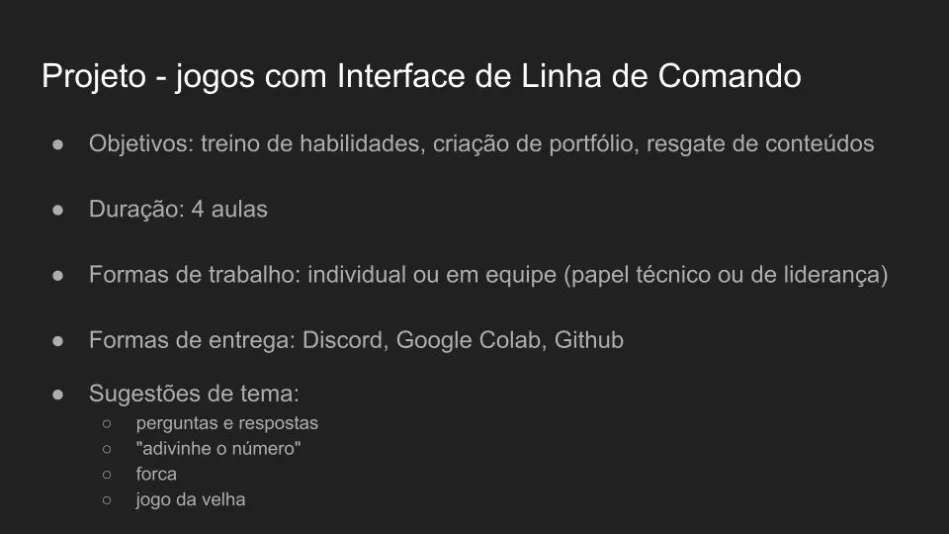 Projeto - jogos com Interface de Linha de Comando
● Objetivos: treino de habilidades, criação de portfólio, resgate de conteúdos
● Duração: 4 aulas
● Formas de trabalho: individual ou em equipe (papel técnico ou de liderança)
● Formas de entrega: Discord, Google Colab, Github
● Sugestões de tema:
○ perguntas e respostas
○ "adivinhe o número"
○ forca
○ jogo da velha